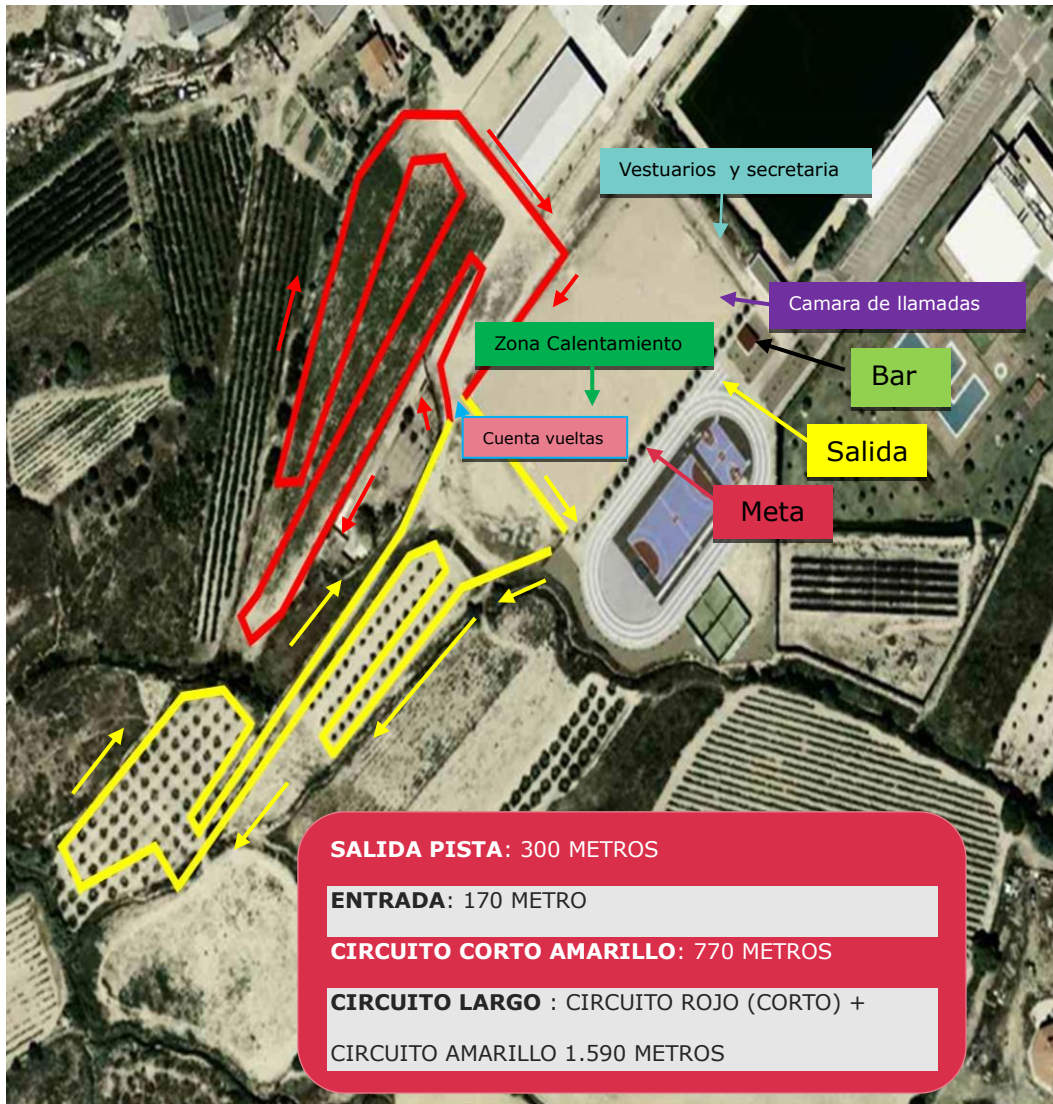 Vestuarios y secretaria
Camara de llamadas
Zona Calentamiento
Bar
Cuenta vueltas
Salida
Meta
SALIDA PISTA: 300 METROS
ENTRADA: 170 METRO
CIRCUITO CORTO AMARILLO: 770 METROS
CIRCUITO LARGO : CIRCUITO ROJO (CORTO) +
CIRCUITO AMARILLO 1.590 METROS